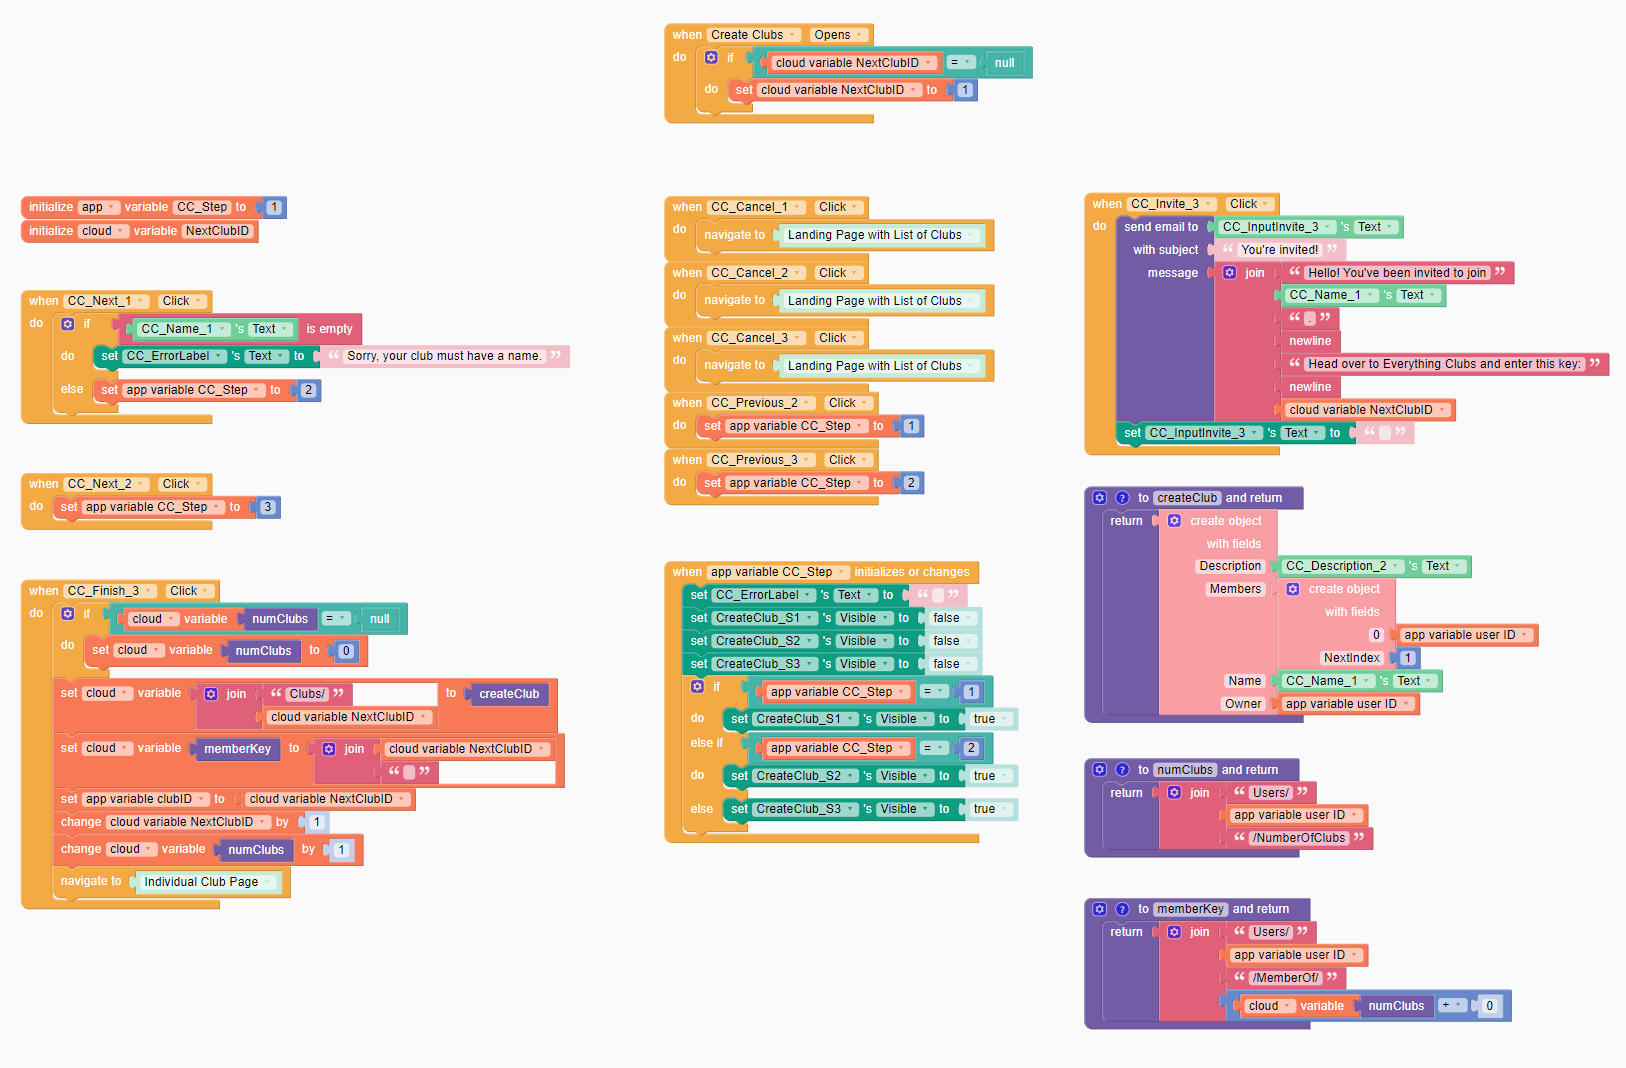 when Create Clubs Opens
do if cloud variable NextClubID = null
do set cloud variable NextClubID to 1
initialize app variable CC_Step to 1
initialize cloud variable NextClubID
when CC_Next_1 Click
do if CC_Name_1 's Text is empty
do set CC_ErrorLabel 's Text to “ Sorry, your club must have a name. ”
else set app variable CC_Step to 2
when CC_Next_2 Click
do set app variable CC_Step to 3
when CC_Finish_3 Click
do if cloud variable numClubs = null
do set cloud variable numClubs to 0
set cloud variable join “ Clubs/ ” to createClub
cloud variable NextClubID
set cloud variable memberKey to join cloud variable NextClubID
“ ”
set app variable clubID to cloud variable NextClubID
change cloud variable NextClubID by 1
change cloud variable numClubs by 1
navigate to Individual Club Page
when CC_Cancel_1 Click
do navigate to Landing Page with List of Clubs
when CC_Cancel_2 Click
do navigate to Landing Page with List of Clubs
when CC_Cancel_3 Click
do navigate to Landing Page with List of Clubs
when CC_Previous_2 Click
do set app variable CC_Step to 1
when CC_Previous_3 Click
do set app variable CC_Step to 2
when app variable CC_Step initializes or changes
set CC_ErrorLabel 's Text to “ ”
set CreateClub_S1 's Visible to false
set CreateClub_S2 's Visible to false
set CreateClub_S3 's Visible to false
if app variable CC_Step = 1
do set CreateClub_S1 's Visible to true
else if app variable CC_Step = 2
do set CreateClub_S2 's Visible to true
else set CreateClub_S3 's Visible to true
when CC_Invite_3 Click
do send email to CC_InputInvite_3 's Text
with subject “ You're invited! ”
message join “ Hello! You've been invited to join ”
CC_Name_1 's Text
“ . ”
newline
“ Head over to Everything Clubs and enter this key: ”
newline
cloud variable NextClubID
set CC_InputInvite_3 's Text to “ ”
? to createClub and return
return create object
with fields
Description CC_Description_2 's Text
Members create object
with fields
0 app variable user ID
NextIndex 1
Name CC_Name_1 's Text
Owner app variable user ID
? to numClubs and return
return join “ Users/ ”
app variable user ID
“ /NumberOfClubs ”
? to memberKey and return
return join “ Users/ ”
app variable user ID
“ /MemberOf/ ”
cloud variable numClubs + 0